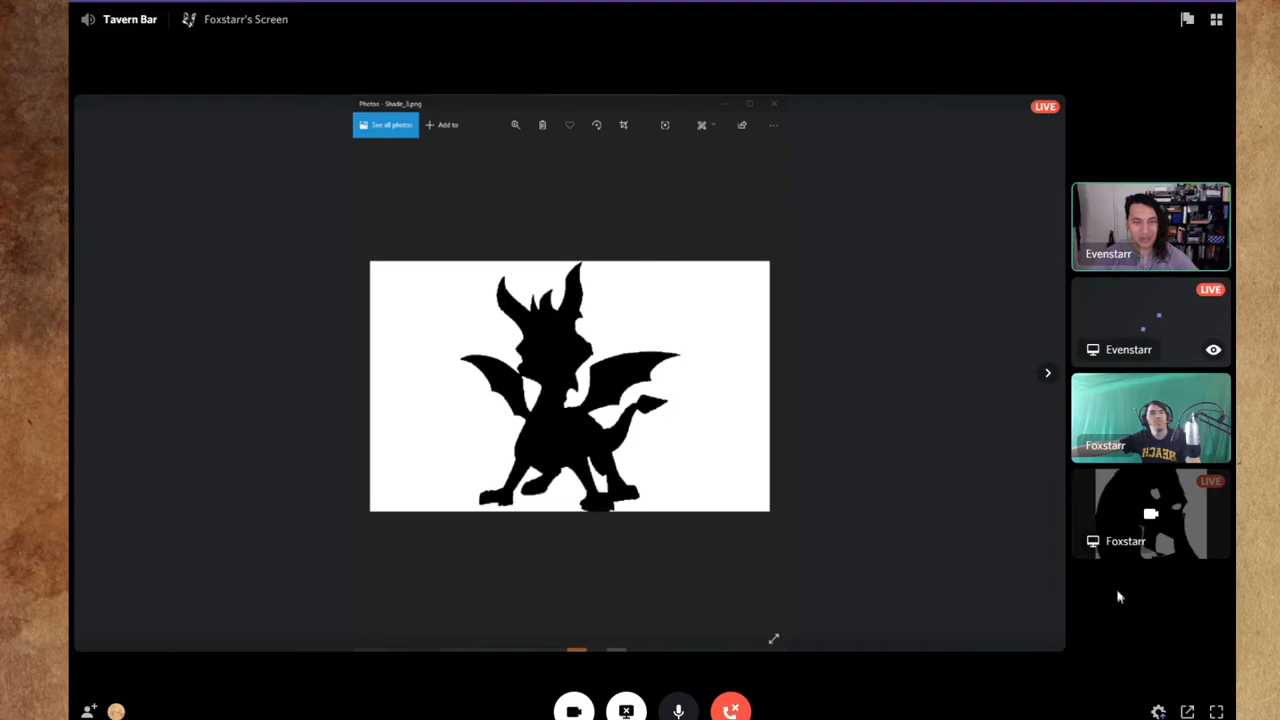 Tavern Bar
Foxstarr's Screen
Photos - Shade_3.png
LIVE
See all photos
Add to
Evenstarr
LIVE
Evenstarr
Foxstarr
LIVE
Foxstarr